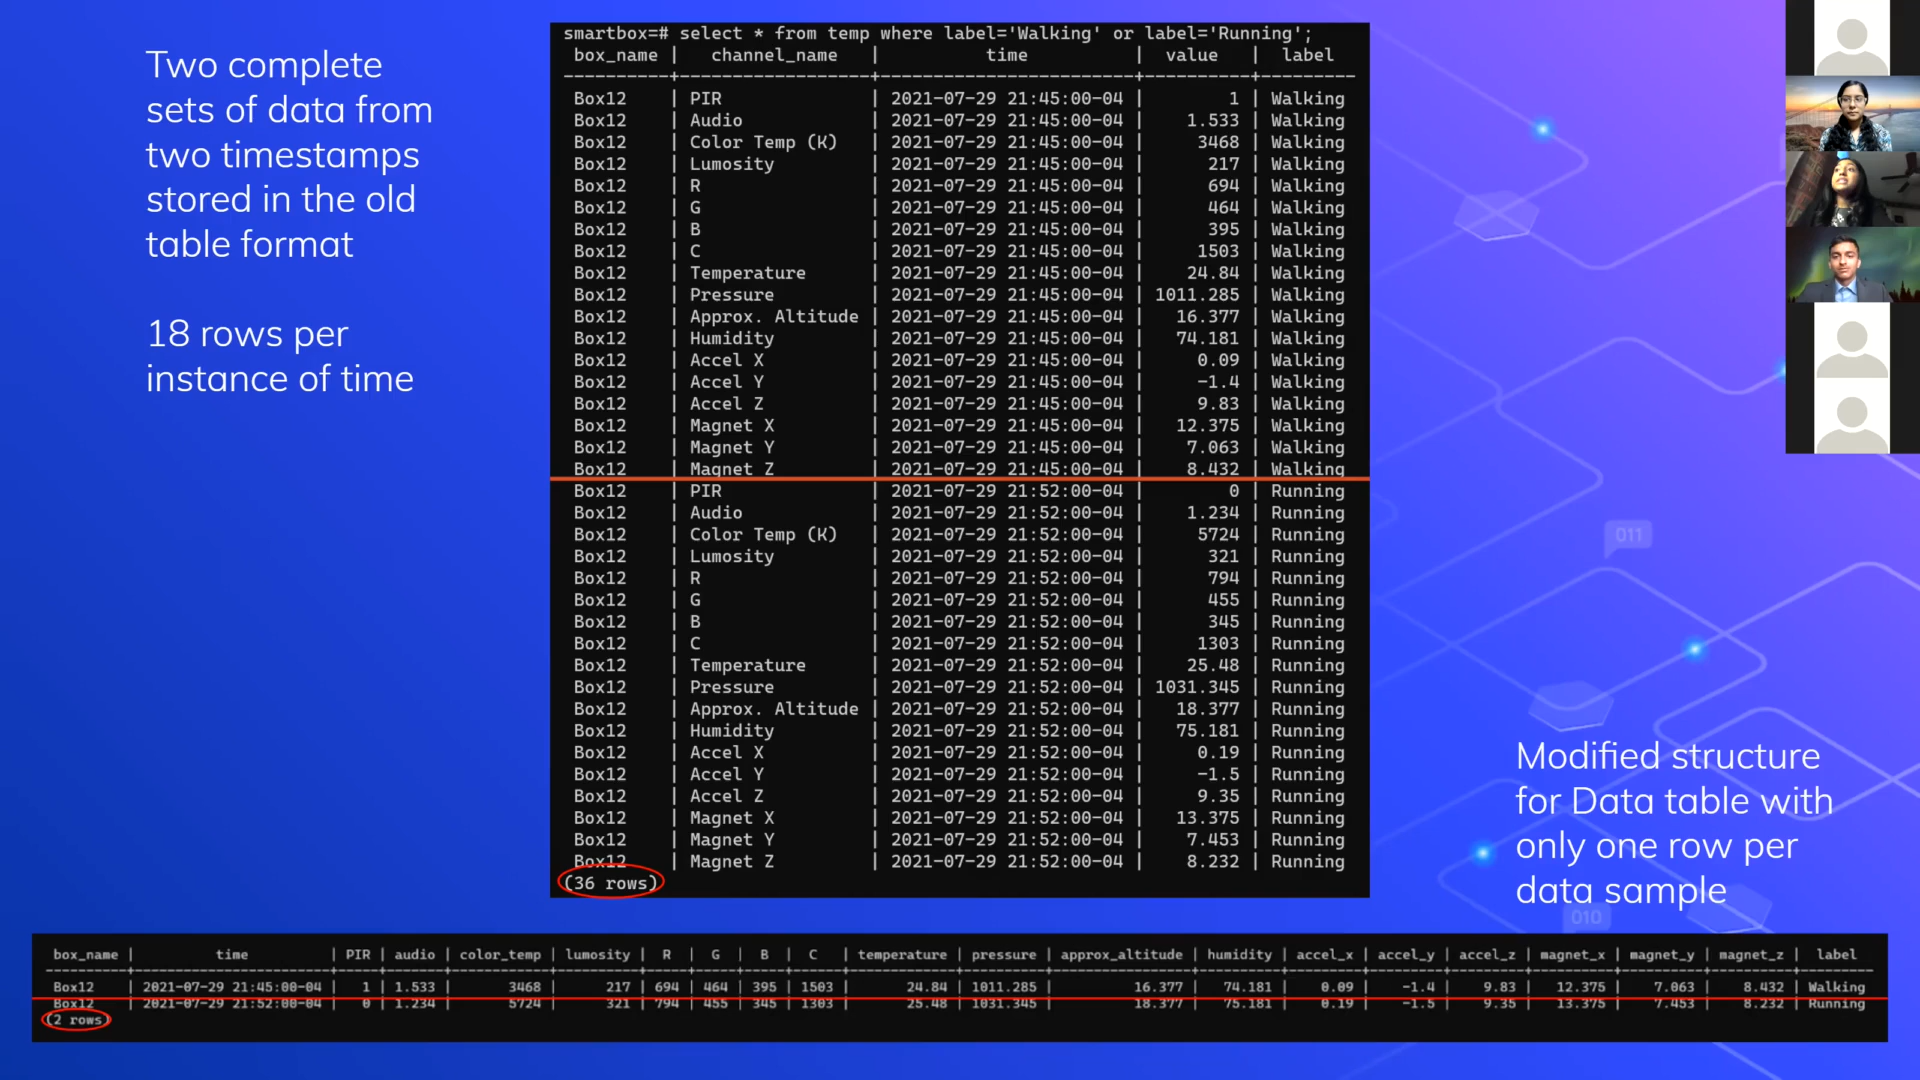 Two complete
sets of data from
two timestamps
stored in the old
table format
18 rows per
instance of time
smartbox=# select * from temp where label='Walking' or label='Running';
box_name | channel_name | time | value | label
Box12 | PIR | 2021-07-29 21:45:00-04 | 1 | Walking
Box12 | Audio | 2021-07-29 21:45:00-04 | 1.533 | Walking
Box12 | Color Temp (K) | 2021-07-29 21:45:00-04 | 3468 | Walking
Box12 | Lumosity | 2021-07-29 21:45:00-04 | 217 | Walking
Box12 | R | 2021-07-29 21:45:00-04 | 694 | Walking
Box12 | G | 2021-07-29 21:45:00-04 | 464 | Walking
Box12 | B | 2021-07-29 21:45:00-04 | 395 | Walking
Box12 | C | 2021-07-29 21:45:00-04 | 1503 | Walking
Box12 | Temperature | 2021-07-29 21:45:00-04 | 24.84 | Walking
Box12 | Pressure | 2021-07-29 21:45:00-04 | 1011.285 | Walking
Box12 | Approx. Altitude | 2021-07-29 21:45:00-04 | 16.377 | Walking
Box12 | Humidity | 2021-07-29 21:45:00-04 | 74.181 | Walking
Box12 | Accel X | 2021-07-29 21:45:00-04 | 0.09 | Walking
Box12 | Accel Y | 2021-07-29 21:45:00-04 | -1.4 | Walking
Box12 | Accel Z | 2021-07-29 21:45:00-04 | 9.83 | Walking
Box12 | Magnet X | 2021-07-29 21:45:00-04 | 12.375 | Walking
Box12 | Magnet Y | 2021-07-29 21:45:00-04 | 7.063 | Walking
Box12 | Magnet Z | 2021-07-29 21:45:00-04 | 8.432 | Walking
Box12 | PIR | 2021-07-29 21:52:00-04 | 0 | Running
Box12 | Audio | 2021-07-29 21:52:00-04 | 1.234 | Running
Box12 | Color Temp (K) | 2021-07-29 21:52:00-04 | 5724 | Running
Box12 | Lumosity | 2021-07-29 21:52:00-04 | 321 | Running
Box12 | R | 2021-07-29 21:52:00-04 | 794 | Running
Box12 | G | 2021-07-29 21:52:00-04 | 455 | Running
Box12 | B | 2021-07-29 21:52:00-04 | 345 | Running
Box12 | C | 2021-07-29 21:52:00-04 | 1303 | Running
Box12 | Temperature | 2021-07-29 21:52:00-04 | 25.48 | Running
Box12 | Pressure | 2021-07-29 21:52:00-04 | 1031.345 | Running
Box12 | Approx. Altitude | 2021-07-29 21:52:00-04 | 18.377 | Running
Box12 | Humidity | 2021-07-29 21:52:00-04 | 75.181 | Running
Box12 | Accel X | 2021-07-29 21:52:00-04 | 0.19 | Running
Box12 | Accel Y | 2021-07-29 21:52:00-04 | -1.5 | Running
Box12 | Accel Z | 2021-07-29 21:52:00-04 | 9.35 | Running
Box12 | Magnet X | 2021-07-29 21:52:00-04 | 13.375 | Running
Box12 | Magnet Y | 2021-07-29 21:52:00-04 | 7.453 | Running
Box12 | Magnet Z | 2021-07-29 21:52:00-04 | 8.232 | Running
(36 rows)
011
Modified structure
for Data table with
only one row per
data sample
010
box_name | time | PIR | audio | color_temp | lumosity | R | G | B | C | temperature | pressure | approx_altitude | humidity | accel_x | accel_y | accel_z | magnet_x | magnet_y | magnet_z | label
Box12 | 2021-07-29 21:45:00-04 | 1 | 1.533 | 3468 | 217 | 694 | 464 | 395 | 1503 | 24.84 | 1011.285 | 16.377 | 74.181 | 0.09 | -1.4 | 9.83 | 12.375 | 7.063 | 8.432 | Walking
Box12 | 2021-07-29 21:52:00-04 | 0 | 1.234 | 5724 | 321 | 794 | 455 | 345 | 1303 | 25.48 | 1031.345 | 18.377 | 75.181 | 0.19 | -1.5 | 9.35 | 13.375 | 7.453 | 8.232 | Running
(2 rows)